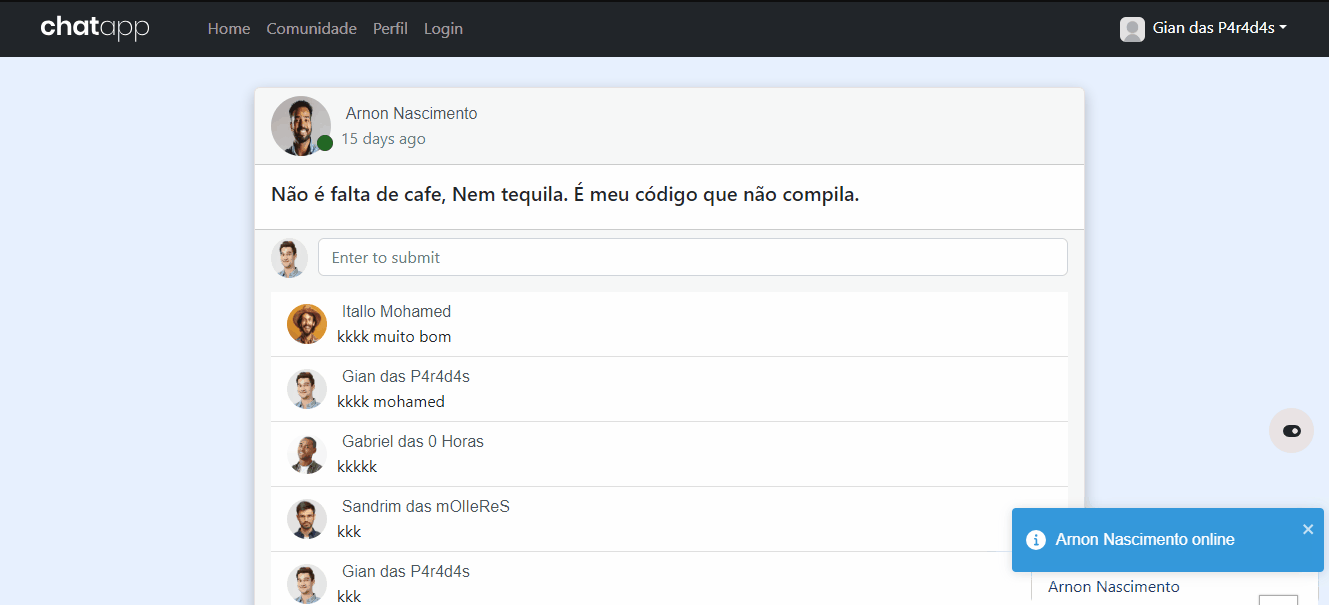 chatapp
Home Comunidade Perfil Login
Gian das P4r4d4s
Arnon Nascimento
15 days ago
Não é falta de cafe, Nem tequila. É meu código que não compila.
Enter to submit
Itallo Mohamed
kkkk muito bom
Gian das P4r4d4s
kkkk mohamed
Gabriel das 0 Horas
kkkkk
Sandrim das mOlleReS
kkk
Gian das P4r4d4s
kkk
Arnon Nascimento online
Arnon Nascimento